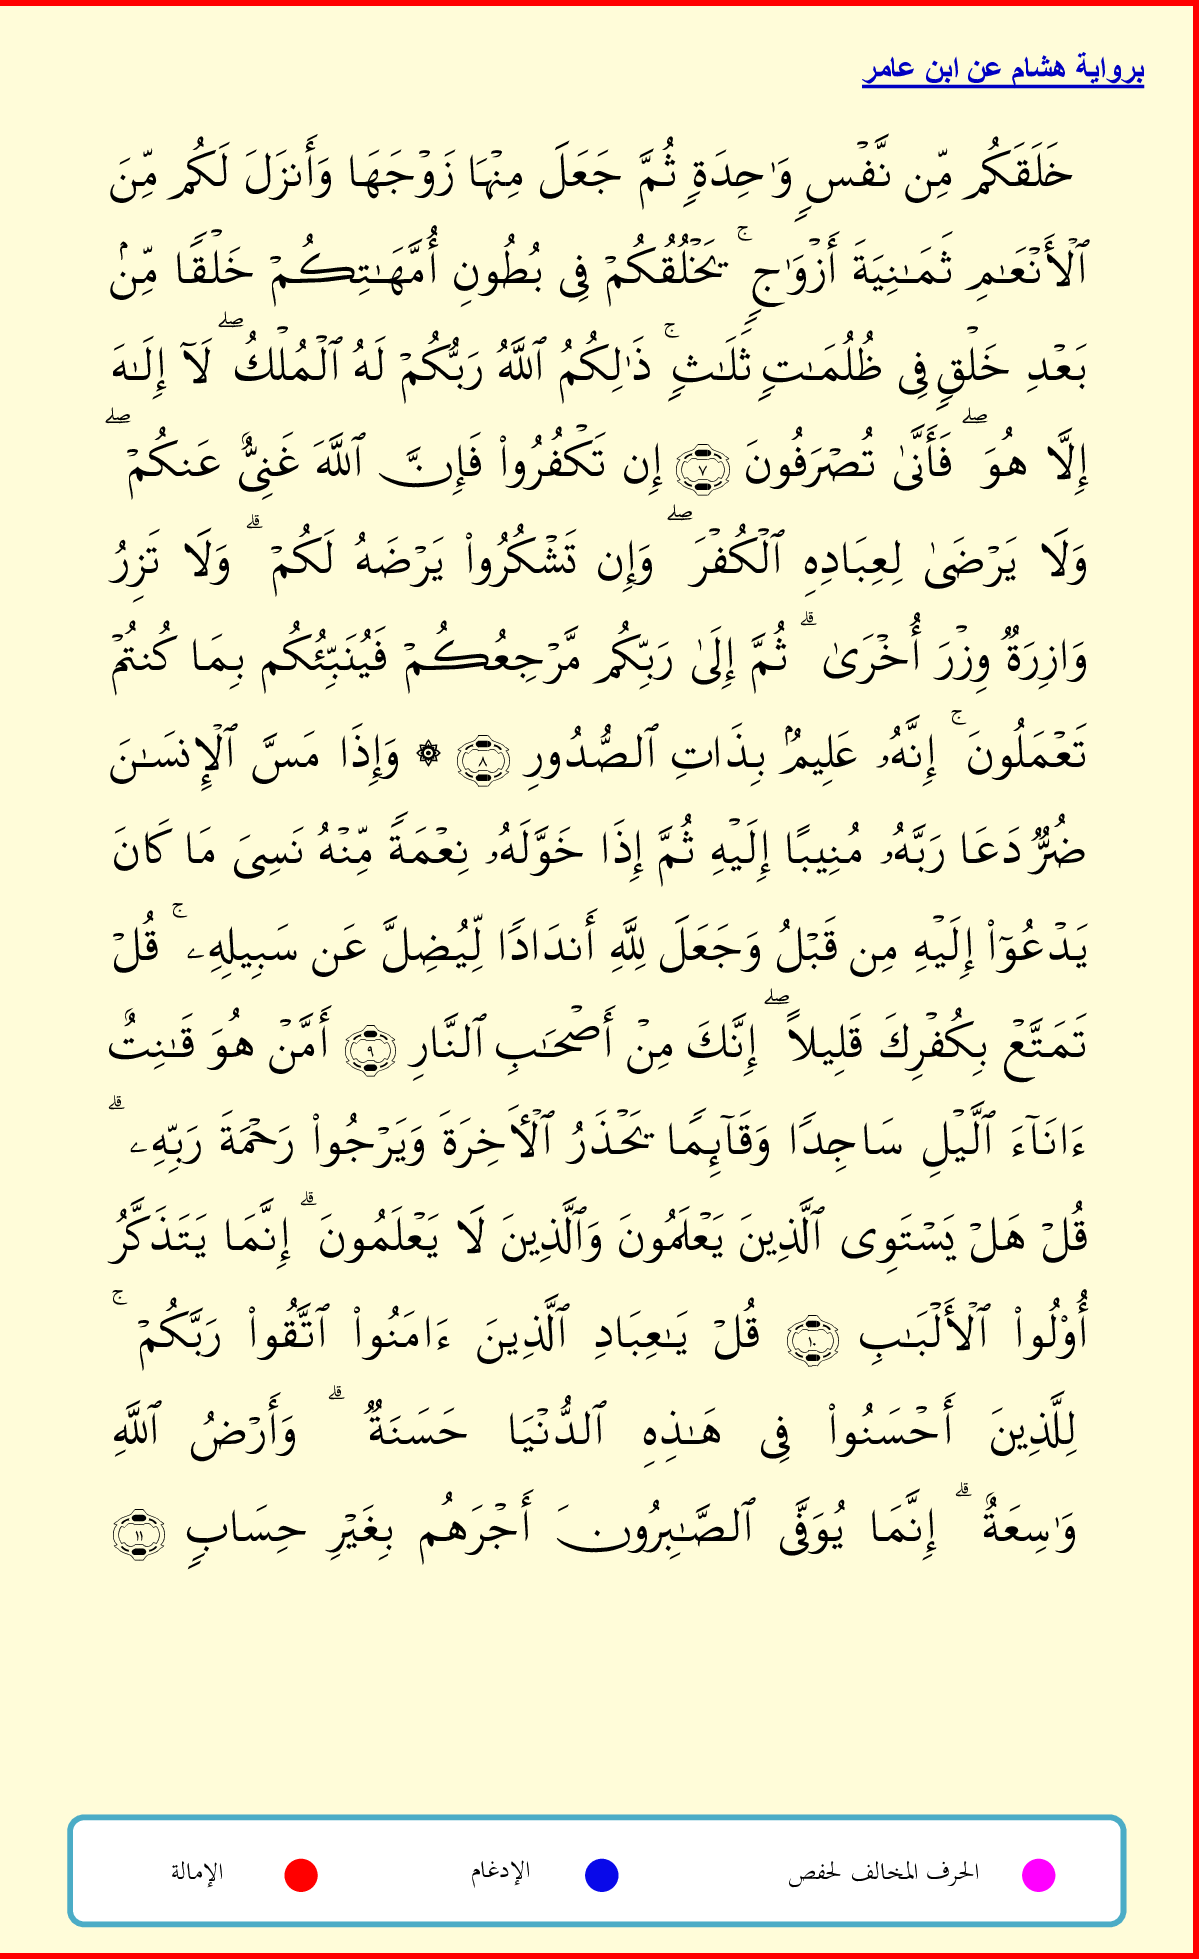 برواية هشام عن ابن عامر
خَلَقَكُم مِّن نَّفۡسٖ وَٰحِدَةٖ ثُمَّ جَعَلَ مِنۡهَا زَوۡجَهَا وَأَنزَلَ لَكُم مِّنَ
ٱلۡأَنۡعَٰمِ ثَمَٰنِيَةَ أَزۡوَٰجٖۚ يَخۡلُقُكُمۡ فِي بُطُونِ أُمَّهَٰتِكُمۡ خَلۡقٗا مِّنۢ
بَعۡدِ خَلۡقٖ فِي ظُلُمَٰتٖ ثَلَٰثٖۚ ذَٰلِكُمُ ٱللَّهُ رَبُّكُمۡ لَهُ ٱلۡمُلۡكُۖ لَآ إِلَٰهَ
إِلَّا هُوَۖ فَأَنَّىٰ تُصۡرَفُونَ ٧ إِن تَكۡفُرُواْ فَإِنَّ ٱللَّهَ غَنِيٌّ عَنكُمۡۖ
وَلَا يَرۡضَىٰ لِعِبَادِهِ ٱلۡكُفۡرَۖ وَإِن تَشۡكُرُواْ يَرۡضَهُ لَكُمۡۗ وَلَا تَزِرُ
وَازِرَةٞ وِزۡرَ أُخۡرَىٰۗ ثُمَّ إِلَىٰ رَبِّكُم مَّرۡجِعُكُمۡ فَيُنَبِّئُكُم بِمَا كُنتُمۡ
تَعۡمَلُونَۚ إِنَّهُۥ عَلِيمُۢ بِذَاتِ ٱلصُّدُورِ ٨ ۞ وَإِذَا مَسَّ ٱلۡإِنسَٰنَ
ضُرّٞ دَعَا رَبَّهُۥ مُنِيبًا إِلَيۡهِ ثُمَّ إِذَا خَوَّلَهُۥ نِعۡمَةٗ مِّنۡهُ نَسِيَ مَا كَانَ
يَدۡعُوٓاْ إِلَيۡهِ مِن قَبۡلُ وَجَعَلَ لِلَّهِ أَندَادٗا لِّيُضِلَّ عَن سَبِيلِهِۦۚ قُلۡ
تَمَتَّعۡ بِكُفۡرِكَ قَلِيلًاۖ إِنَّكَ مِنۡ أَصۡحَٰبِ ٱلنَّارِ ٩ أَمَّنۡ هُوَ قَٰنِتٌ
ءَانَآءَ ٱلَّيۡلِ سَاجِدٗا وَقَآئِمٗا يَحۡذَرُ ٱلۡأٓخِرَةَ وَيَرۡجُواْ رَحۡمَةَ رَبِّهِۦۗ
قُلۡ هَلۡ يَسۡتَوِي ٱلَّذِينَ يَعۡلَمُونَ وَٱلَّذِينَ لَا يَعۡلَمُونَۗ إِنَّمَا يَتَذَكَّرُ
أُوْلُواْ ٱلۡأَلۡبَٰبِ ١٠ قُلۡ يَٰعِبَادِ ٱلَّذِينَ ءَامَنُواْ ٱتَّقُواْ رَبَّكُمۡۚ
لِلَّذِينَ أَحۡسَنُواْ فِي هَٰذِهِ ٱلدُّنۡيَا حَسَنَةٞۗ وَأَرۡضُ ٱللَّهِ
وَٰسِعَةٌۗ إِنَّمَا يُوَفَّى ٱلصَّٰبِرُونَ أَجۡرَهُم بِغَيۡرِ حِسَابٖ ١١
الحرف المخالف لحفص الإدغام الإمالة